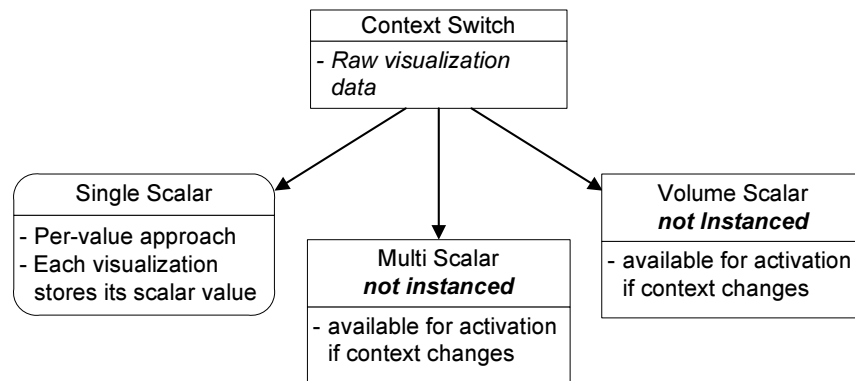 Context Switch
- Raw visualization
data
Single Scalar
- Per-value approach
- Each visualization
stores its scalar value
Multi Scalar
not instanced
- available for activation
if context changes
Volume Scalar
not Instanced
- available for activation
if context changes